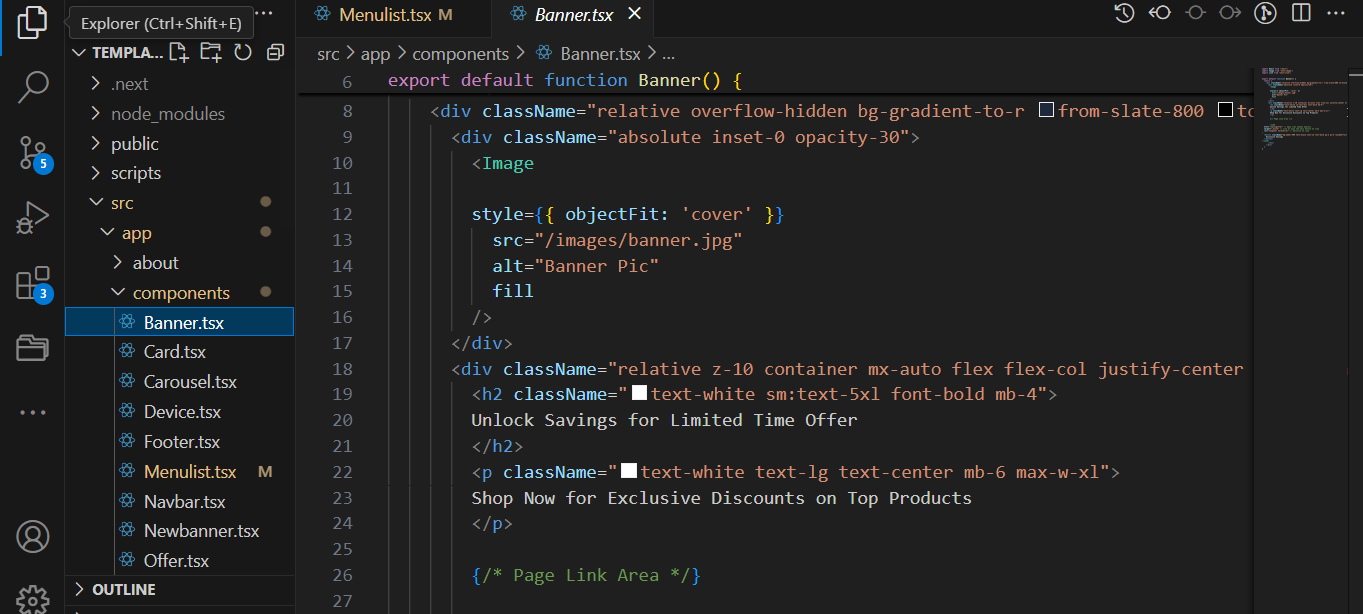 Explorer (Ctrl+Shift+E)
TEMPLA...
.next
node_modules
public
scripts
src
app
about
components
Banner.tsx
Card.tsx
Carousel.tsx
Device.tsx
Footer.tsx
Menulist.tsx M
Navbar.tsx
Newbanner.tsx
Offer.tsx
OUTLINE
5
3
Menulist.tsx M
Banner.tsx
src > app > components > Banner.tsx > ...
6 export default function Banner() {
8 <div className="relative overflow-hidden bg-gradient-to-r from-slate-800 to
9 <div className="absolute inset-0 opacity-30">
10 <Image
11
12 style={{ objectFit: 'cover' }}
13 src="/images/banner.jpg"
14 alt="Banner Pic"
15 fill
16 />
17 </div>
18 <div className="relative z-10 container mx-auto flex flex-col justify-center
19 <h2 className="text-white sm:text-5xl font-bold mb-4">
20 Unlock Savings for Limited Time Offer
21 </h2>
22 <p className="text-white text-lg text-center mb-6 max-w-xl">
23 Shop Now for Exclusive Discounts on Top Products
24 </p>
25
26 {/* Page Link Area */}
27